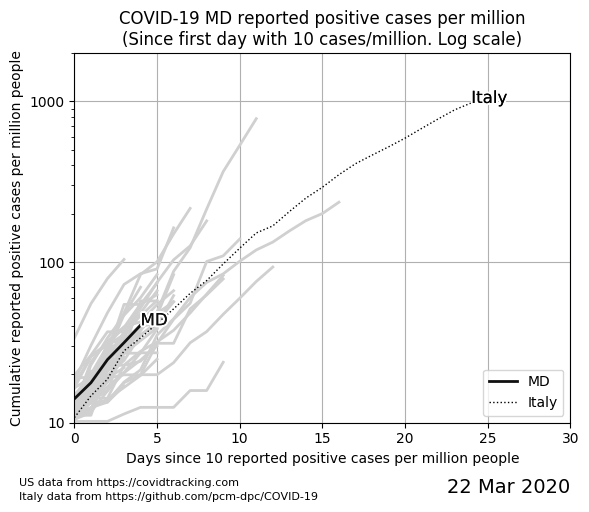 COVID-19 MD reported positive cases per million
(Since first day with 10 cases/million. Log scale)
Cumulative reported positive cases per million people
1000
100
10
Italy
MD
MD
Italy
0
5
10
15
20
25
30
Days since 10 reported positive cases per million people
US data from https://covidtracking.com
Italy data from https://github.com/pcm-dpc/COVID-19
22 Mar 2020